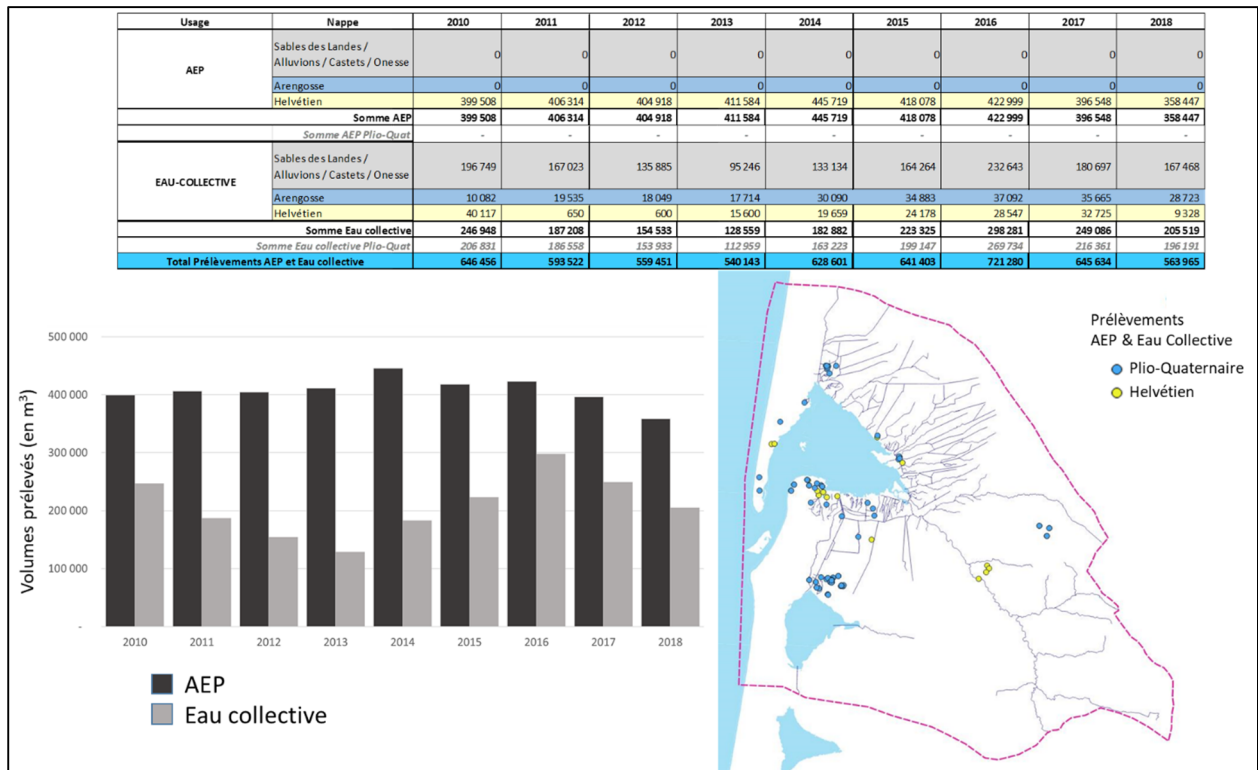 Usage Nappe 2010 2011 2012 2013 2014 2015 2016 2017 2018
AEP
Sables des Landes /
Alluvions / Castets / Onesse 0 0 0 0 0 0 0 0 0
Arengosse 0 0 0 0 0 0 0 0 0
Helvétien 399 508 406 314 404 918 411 584 445 719 418 078 422 999 396 548 358 447
Somme AEP 399 508 406 314 404 918 411 584 445 719 418 078 422 999 396 548 358 447
Somme AEP Plio-Quat - - - - - - - - -
EAU-COLLECTIVE
Sables des Landes /
Alluvions / Castets / Onesse 196 749 167 023 135 885 95 246 133 134 164 264 232 643 180 697 167 468
Arengosse 10 082 19 535 18 049 17 714 30 090 34 883 37 092 35 665 28 723
Helvétien 40 117 650 600 15 600 19 659 24 178 28 547 32 725 9 328
Somme Eau collective 246 948 187 208 154 533 128 559 182 882 223 325 298 281 249 086 205 519
Somme Eau collective Plio-Quat 206 831 186 558 153 933 112 959 163 223 199 147 269 734 216 361 196 191
Total Prélèvements AEP et Eau collective 646 456 593 522 559 451 540 143 628 601 641 403 721 280 645 634 563 965
Volumes prélevés (en m³)
500 000
400 000
300 000
200 000
100 000
-
2010 2011 2012 2013 2014 2015 2016 2017 2018
AEP
Eau collective
Prélèvements
AEP & Eau Collective
Plio-Quaternaire
Helvétien